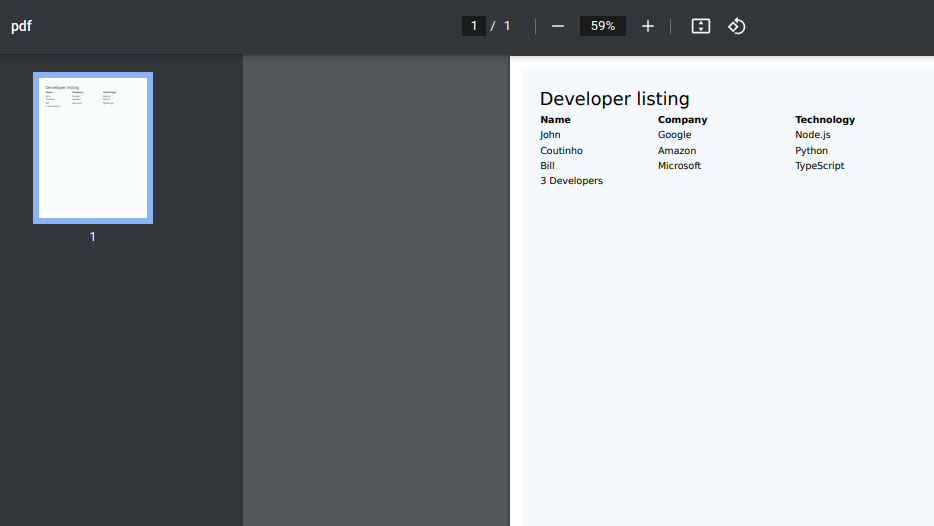 pdf
1 / 1
59%
1
Developer listing
Name Company Technology
John Google Node.js
Coutinho Amazon Python
Bill Microsoft TypeScript
3 Developers